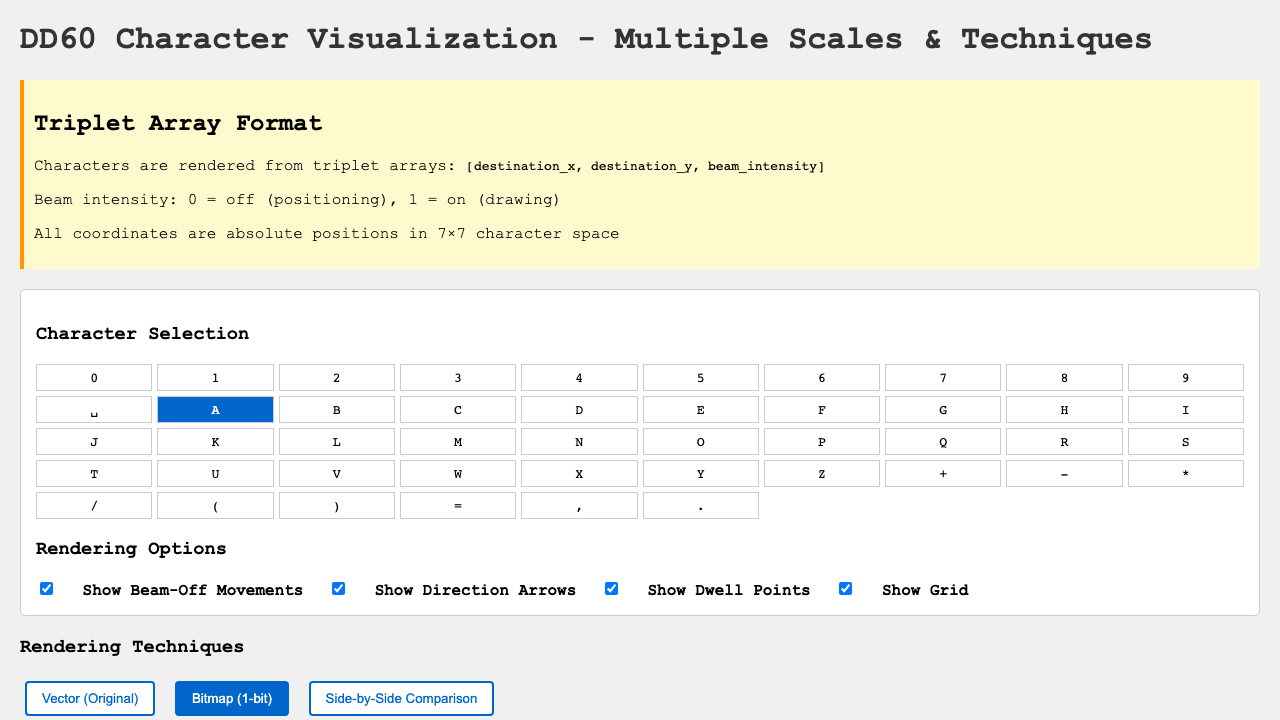 DD60 Character Visualization - Multiple Scales & Techniques
Triplet Array Format
Characters are rendered from triplet arrays: [destination_x, destination_y, beam_intensity]
Beam intensity: 0 = off (positioning), 1 = on (drawing)
All coordinates are absolute positions in 7×7 character space
Character Selection
0 1 2 3 4 5 6 7 8 9
␣ A B C D E F G H I
J K L M N O P Q R S
T U V W X Y Z + - *
/ ( ) = , .
Rendering Options
Show Beam-Off Movements Show Direction Arrows Show Dwell Points Show Grid
Rendering Techniques
Vector (Original) Bitmap (1-bit) Side-by-Side Comparison